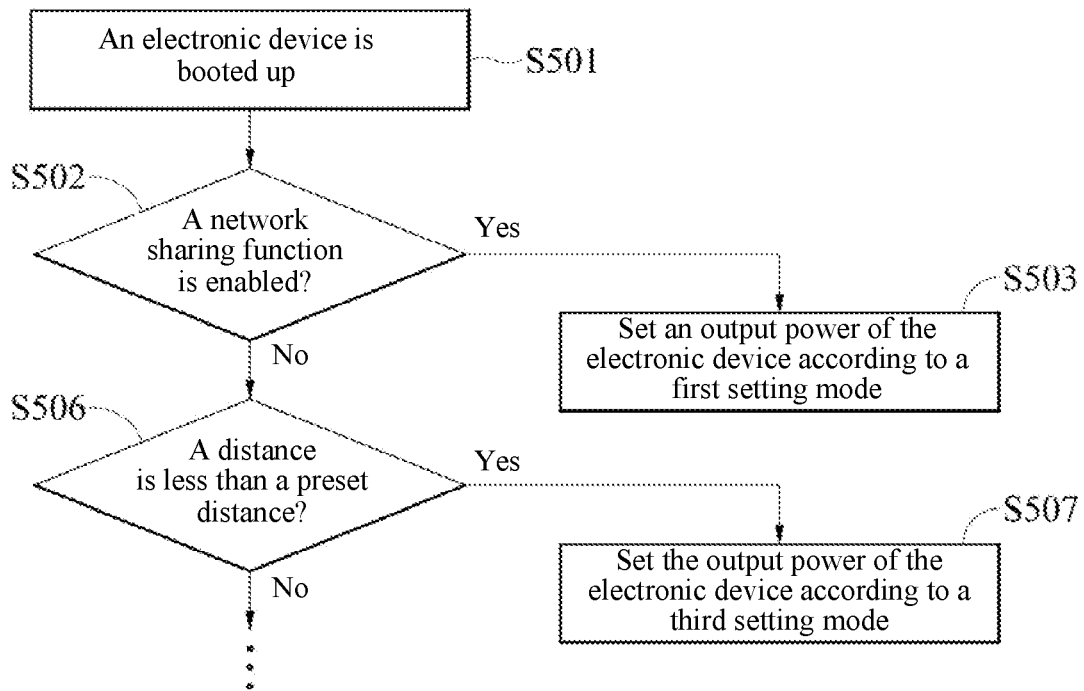 An electronic device is
booted up
S501
S502
A network
sharing function
is enabled?
Yes
S503
Set an output power of the
electronic device according to a
first setting mode
No
S506
A distance
is less than a preset
distance?
Yes
S507
Set the output power of the
electronic device according to a
third setting mode
No